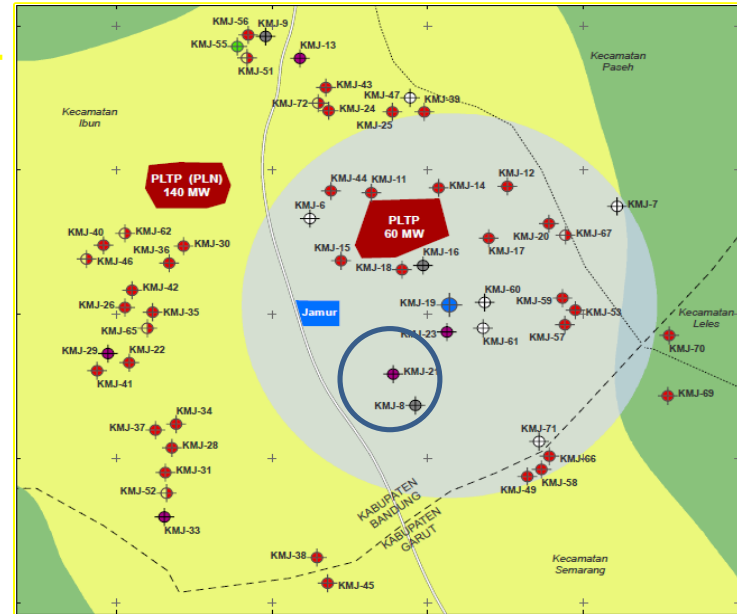 KMJ-56
KMJ-9
KMJ-55
KMJ-51
KMJ-13
Kecamatan
Paseh
KMJ-43
KMJ-72
KMJ-24
KMJ-47
KMJ-39
KMJ-25
Kecamatan
Ibun
PLTP (PLN)
140 MW
KMJ-44
KMJ-11
KMJ-14
KMJ-12
KMJ-7
KMJ-6
PLTP
60 MW
KMJ-20
KMJ-67
KMJ-17
KMJ-40
KMJ-62
KMJ-36
KMJ-30
KMJ-46
KMJ-15
KMJ-16
KMJ-18
KMJ-42
KMJ-26
KMJ-35
KMJ-65
Jamur
KMJ-19
KMJ-60
KMJ-59
KMJ-53
KMJ-23
KMJ-61
KMJ-57
Kecamatan
Leles
KMJ-70
KMJ-29
KMJ-22
KMJ-41
KMJ-21
KMJ-8
KMJ-69
KMJ-34
KMJ-37
KMJ-28
KMJ-31
KMJ-52
KMJ-33
KMJ-71
KMJ-66
KMJ-58
KMJ-49
KABUPATEN
BANDUNG
KABUPATEN
GARUT
KMJ-38
KMJ-45
Kecamatan
Semarang